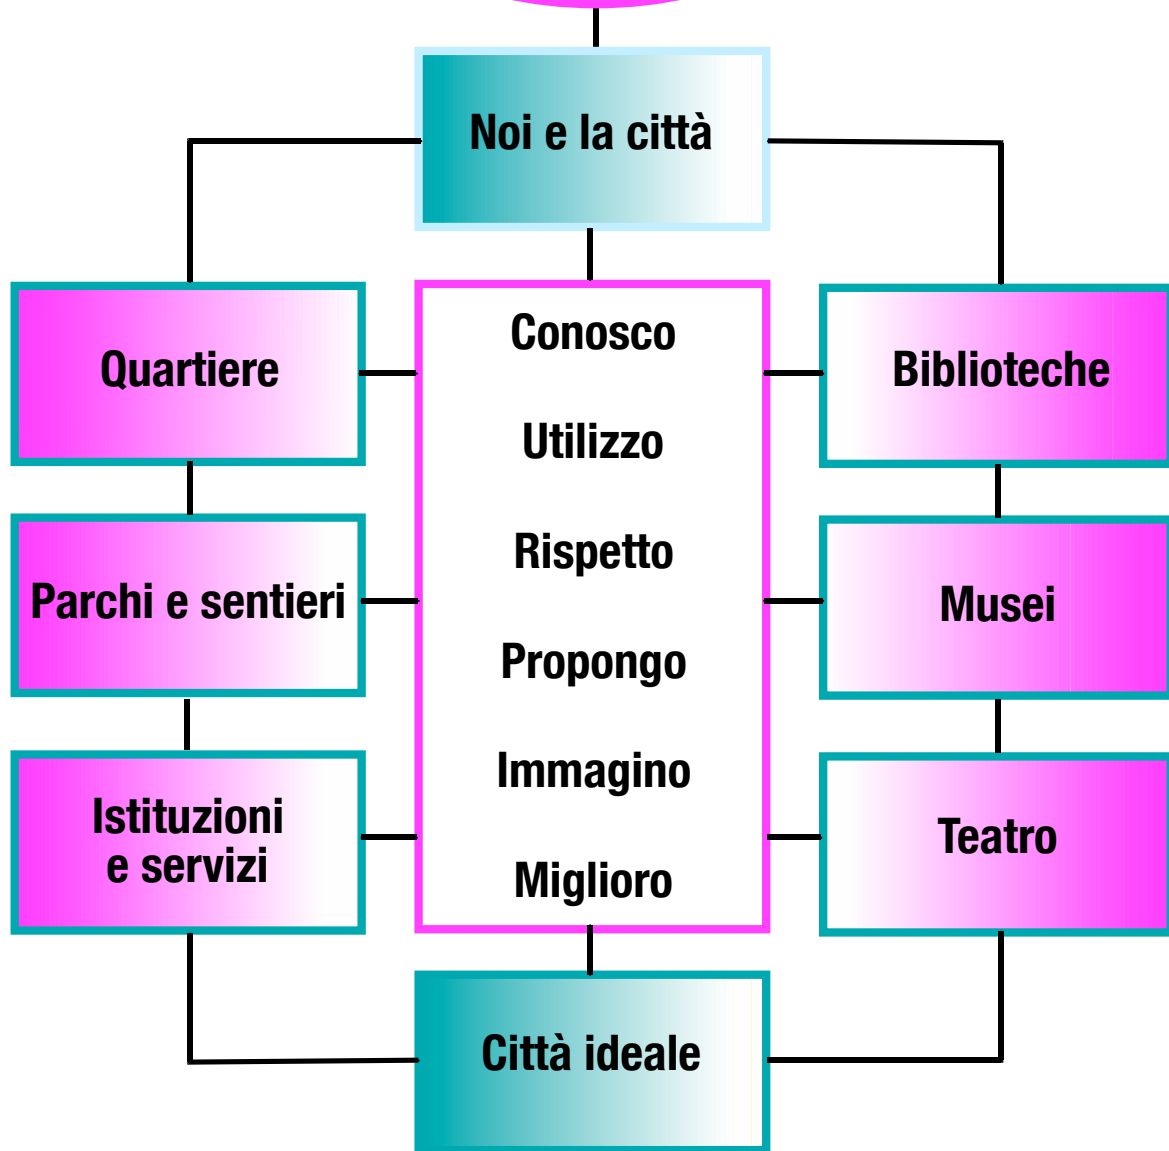 Noi e la città
Quartiere
Parchi e sentieri
Istituzioni
e servizi
Conosco
Utilizzo
Rispetto
Propongo
Immagino
Miglioro
Biblioteche
Musei
Teatro
Città ideale